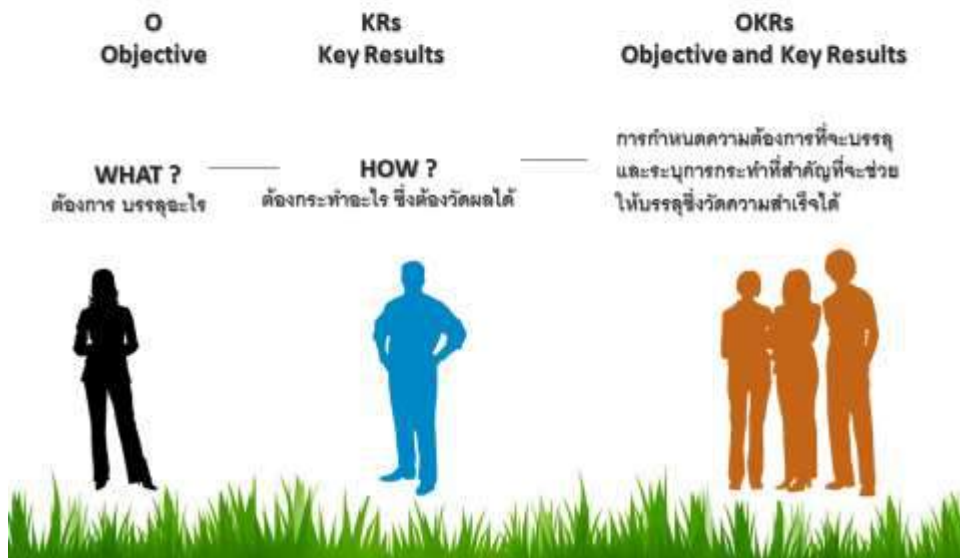 O
Objective
KRs
Key Results
OKRs
Objective and Key Results
WHAT ?
ต้องการ บรรลุอะไร
HOW ?
ต้องกระทำอะไร ซึ่งต้องวัดผลได้
การกำหนดความต้องการที่จะบรรลุ
และระบุการกระทำที่สำคัญที่จะช่วย
ให้บรรลุซึ่งวัดความสำเร็จได้